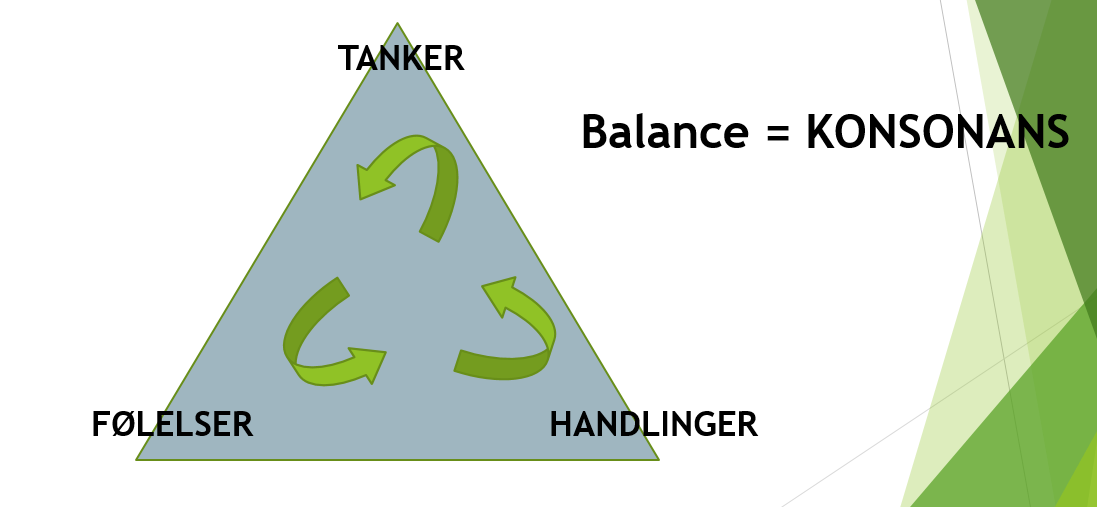 TANKER
Balance = KONSONANS
FØLELSER
HANDLINGER